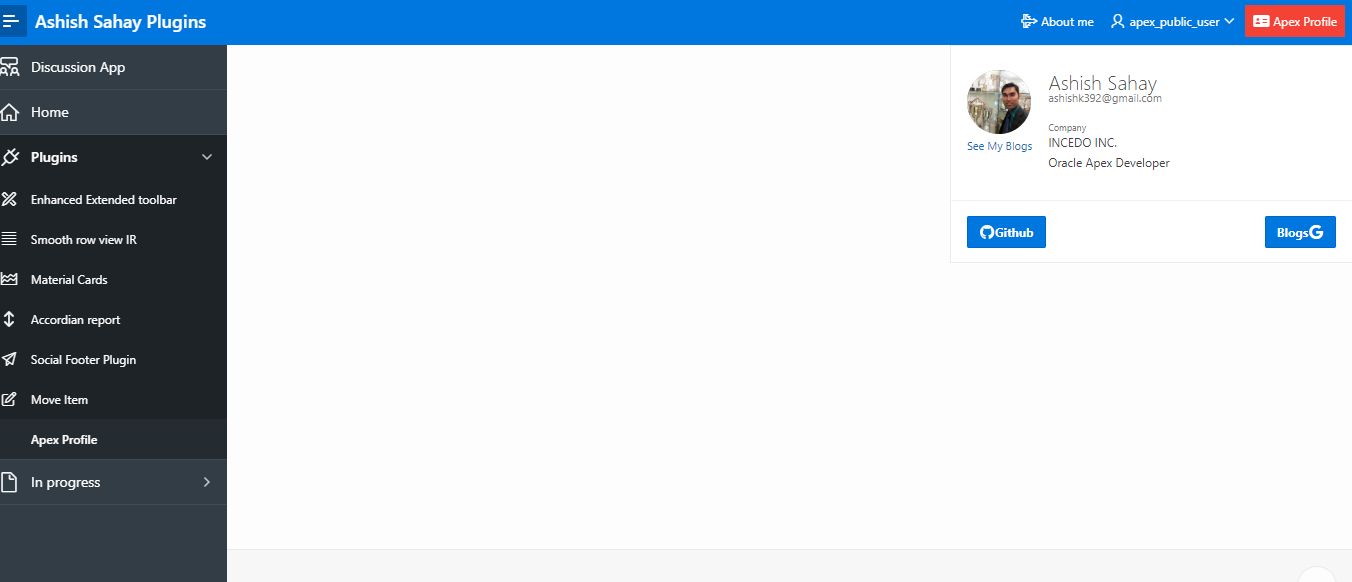 Ashish Sahay Plugins
About me
apex_public_user
Apex Profile
Discussion App
Home
Plugins
Enhanced Extended toolbar
Smooth row view IR
Material Cards
Accordian report
Social Footer Plugin
Move Item
Apex Profile
In progress
Ashish Sahay
ashishk392@gmail.com
See My Blogs
Company
INCEDO INC.
Oracle Apex Developer
Github
Blogs